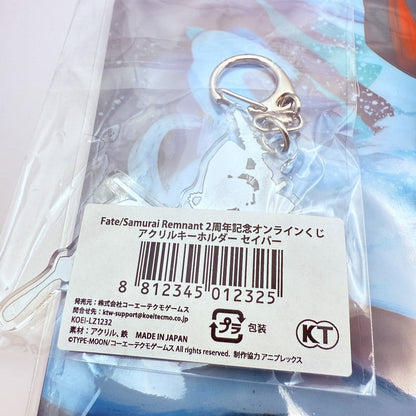 Fate/Samurai Remnant 2周年記念オンラインくじ
アクリルキーホルダー セイバー
8 812345 012325
発売元：株式会社コーエーテクモゲームス
問合せ先：ktw-support@koeitecmo.co.jp
KOEI-LZ1232
素材：アクリル、鉄 MADE IN JAPAN
©TYPE-MOON/コーエーテクモゲームス All rights reserved. 制作協力 アニプレックス
プラ 包装
KT